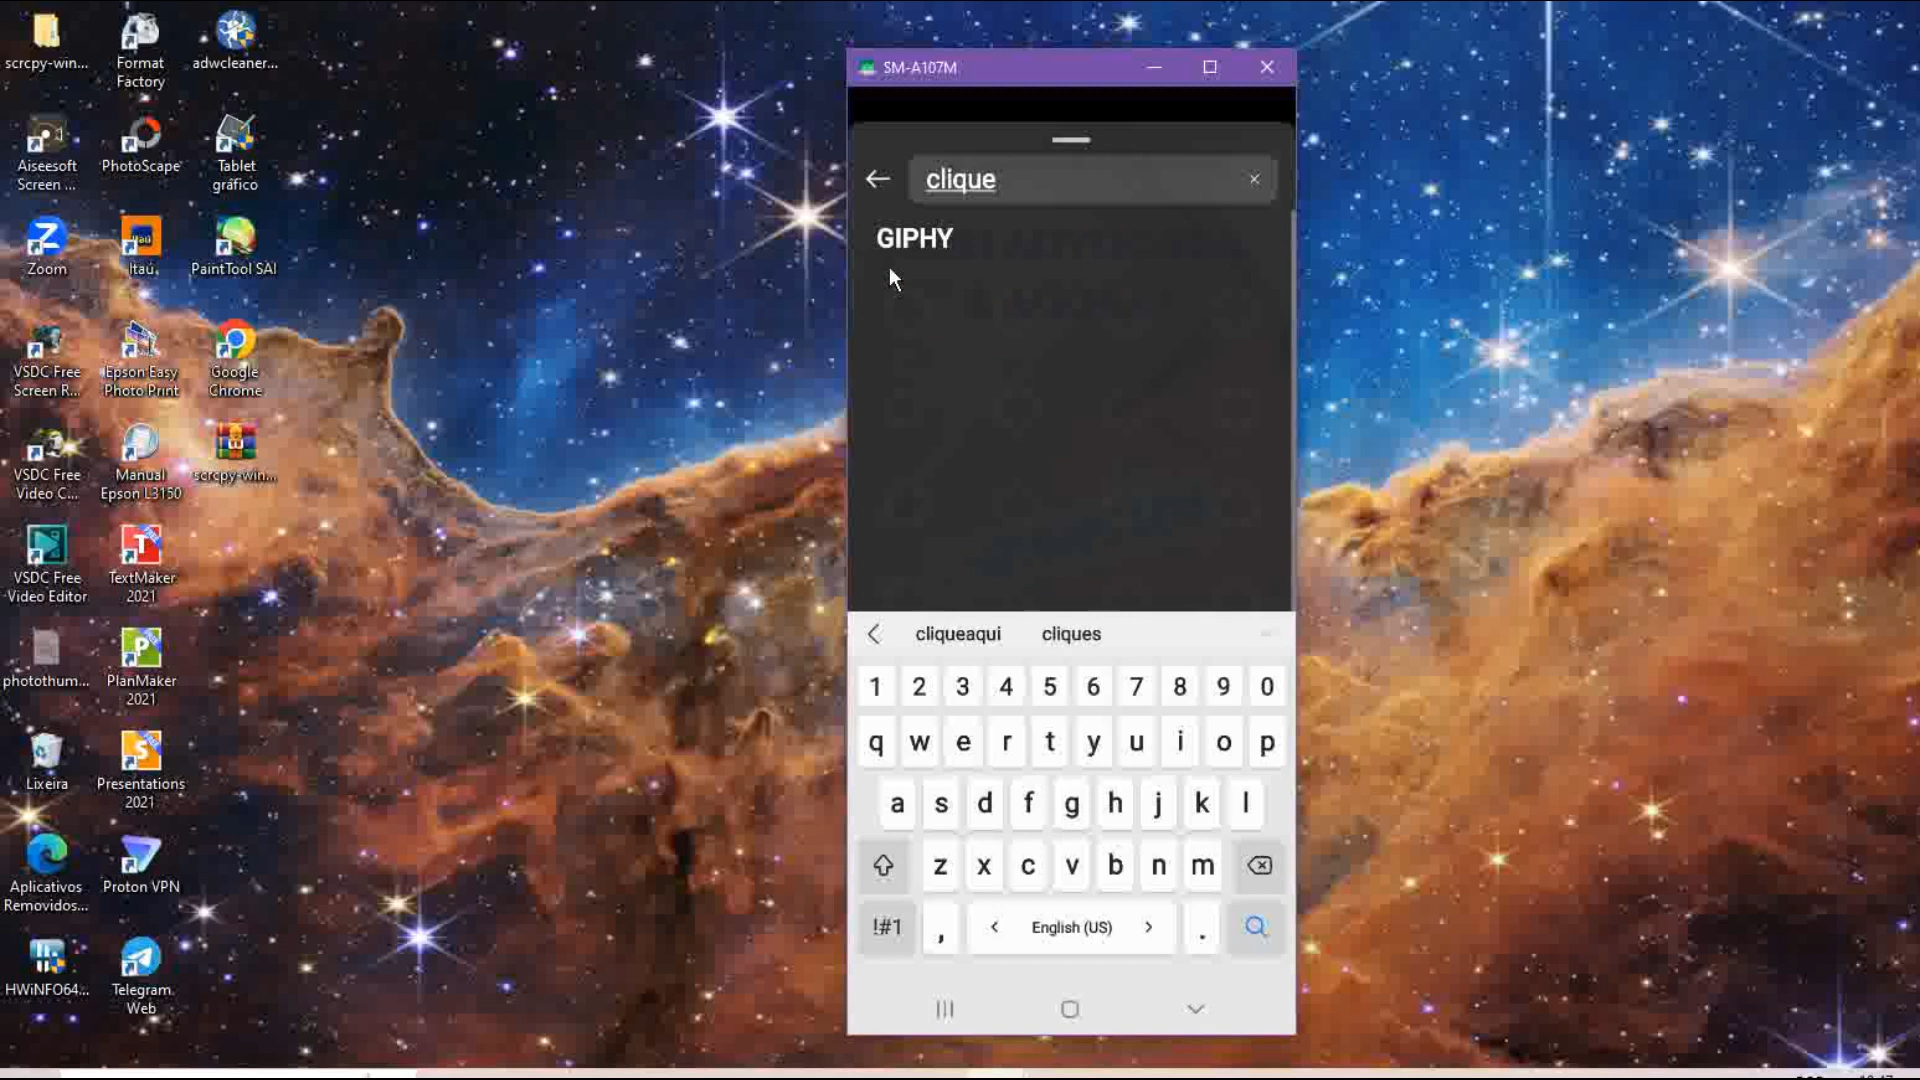 scrcpy-win...
Format
Factory
adwcleaner...
Aiseesoft
Screen ...
PhotoScape
Tablet
gráfico
Zoom
Itaú
PaintTool SAI
VSDC Free
Screen R...
Epson Easy
Photo Print
Google
Chrome
VSDC Free
Video C...
Manual
Epson L3150
scrcpy-win...
VSDC Free
Video Editor
TextMaker
2021
photothum...
PlanMaker
2021
Lixeira
Presentations
2021
Aplicativos
Removidos...
Proton VPN
HWiNFO64...
Telegram
Web
SM-A107M
clique
GIPHY
cliqueaqui cliques
1 2 3 4 5 6 7 8 9 0
q w e r t y u i o p
a s d f g h j k l
z x c v b n m
!#1 , < English (US) > .